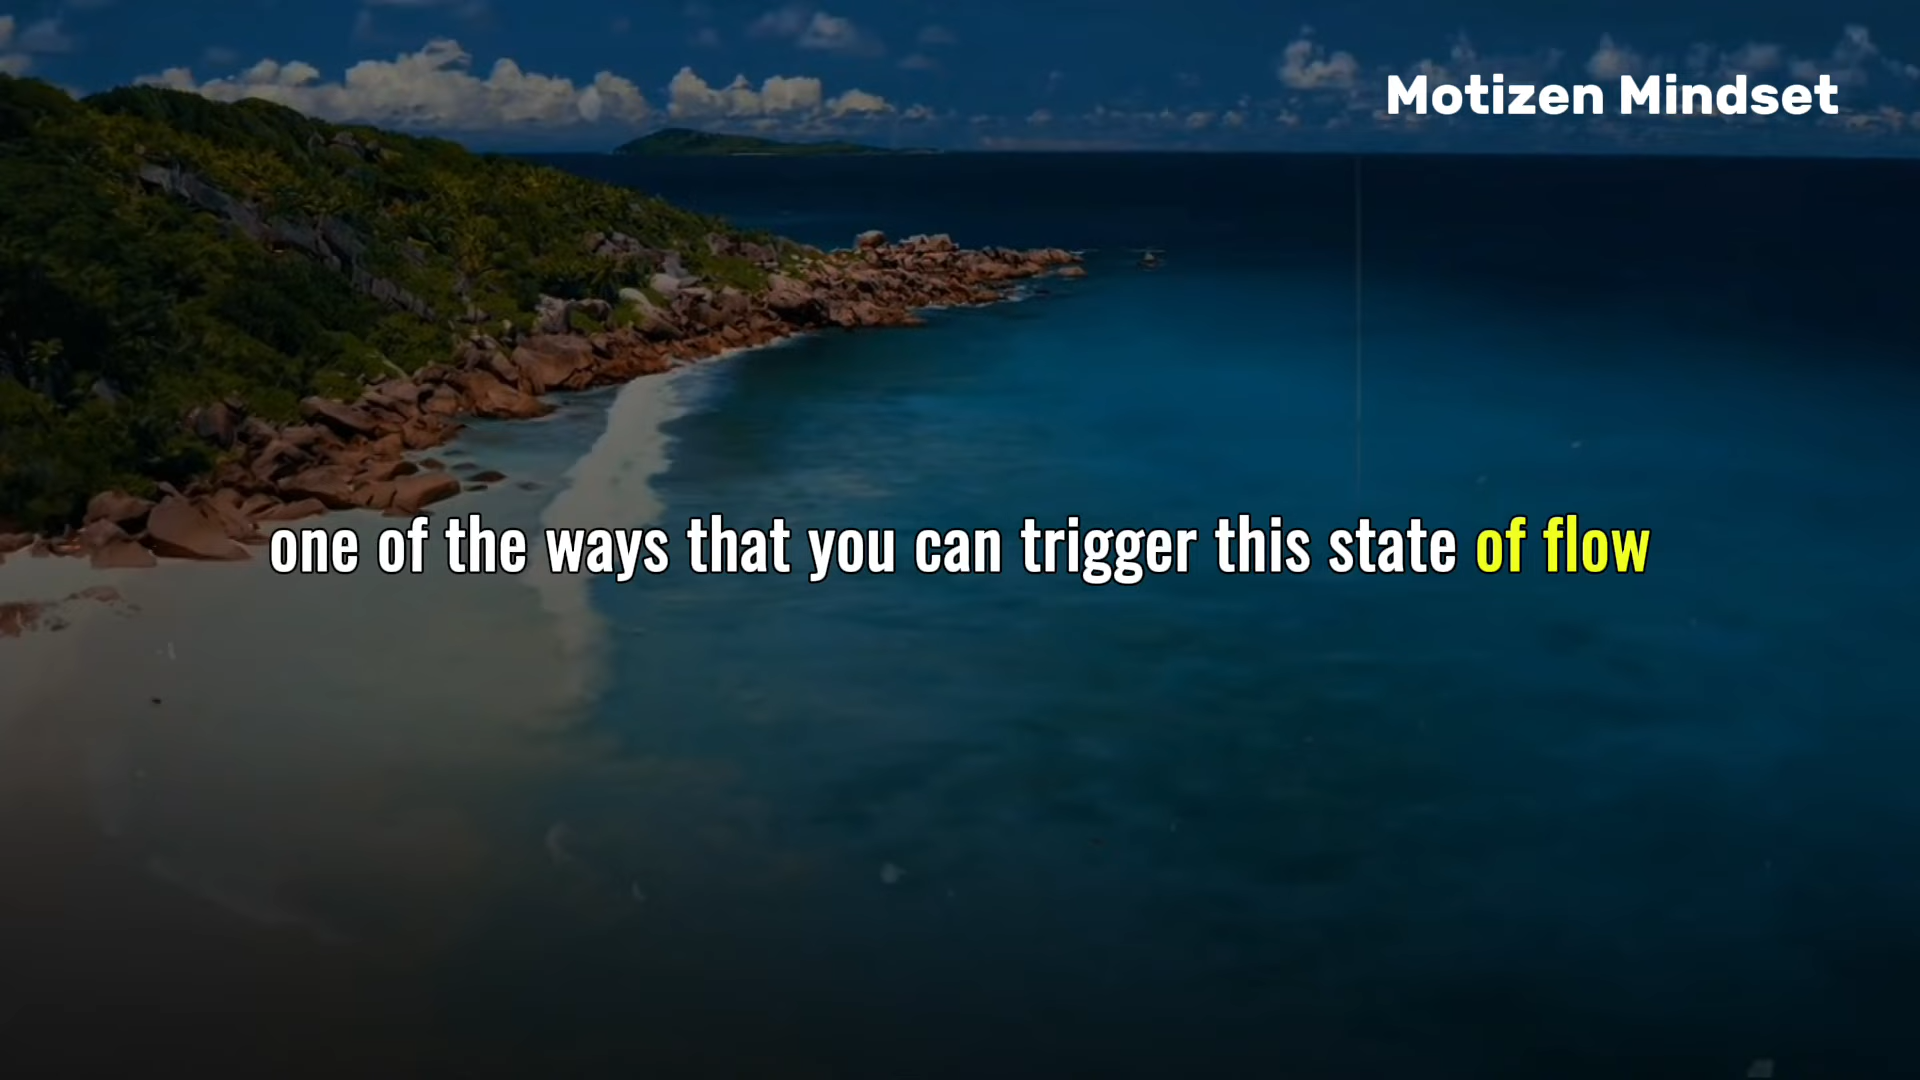 Motizen Mindset
one of the ways that you can trigger this state of flow